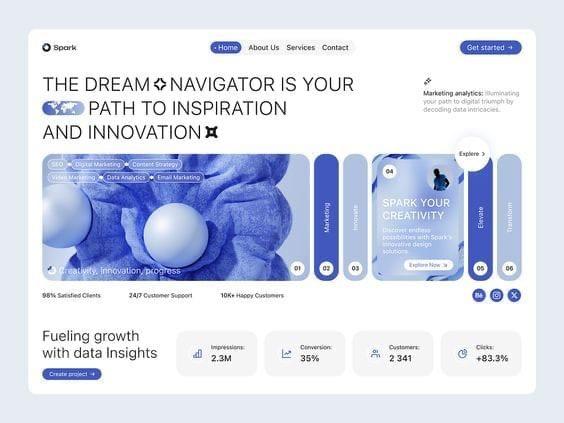 Spark
Home
About Us
Services
Contact
Get started →
THE DREAM NAVIGATOR IS YOUR
PATH TO INSPIRATION
AND INNOVATION
Marketing analytics: Illuminating
your path to digital triumph by
decoding data intricacies.
Explore
SEO
Digital Marketing
Content Strategy
Video Marketing
Data Analytics
Email Marketing
Creativity, innovation, progress
01
Marketing
02
Innovate
03
04
SPARK YOUR
CREATIVITY
Discover endless
possibilities with Spark's
innovative design
solutions
Explore Now
Elevate
05
Transform
06
98% Satisfied Clients
24/7 Customer Support
10K+ Happy Customers
Bē
X
Fueling growth
with data Insights
Create project →
Impressions:
2.3M
Conversion:
35%
Customers:
2 341
Clicks:
+83.3%